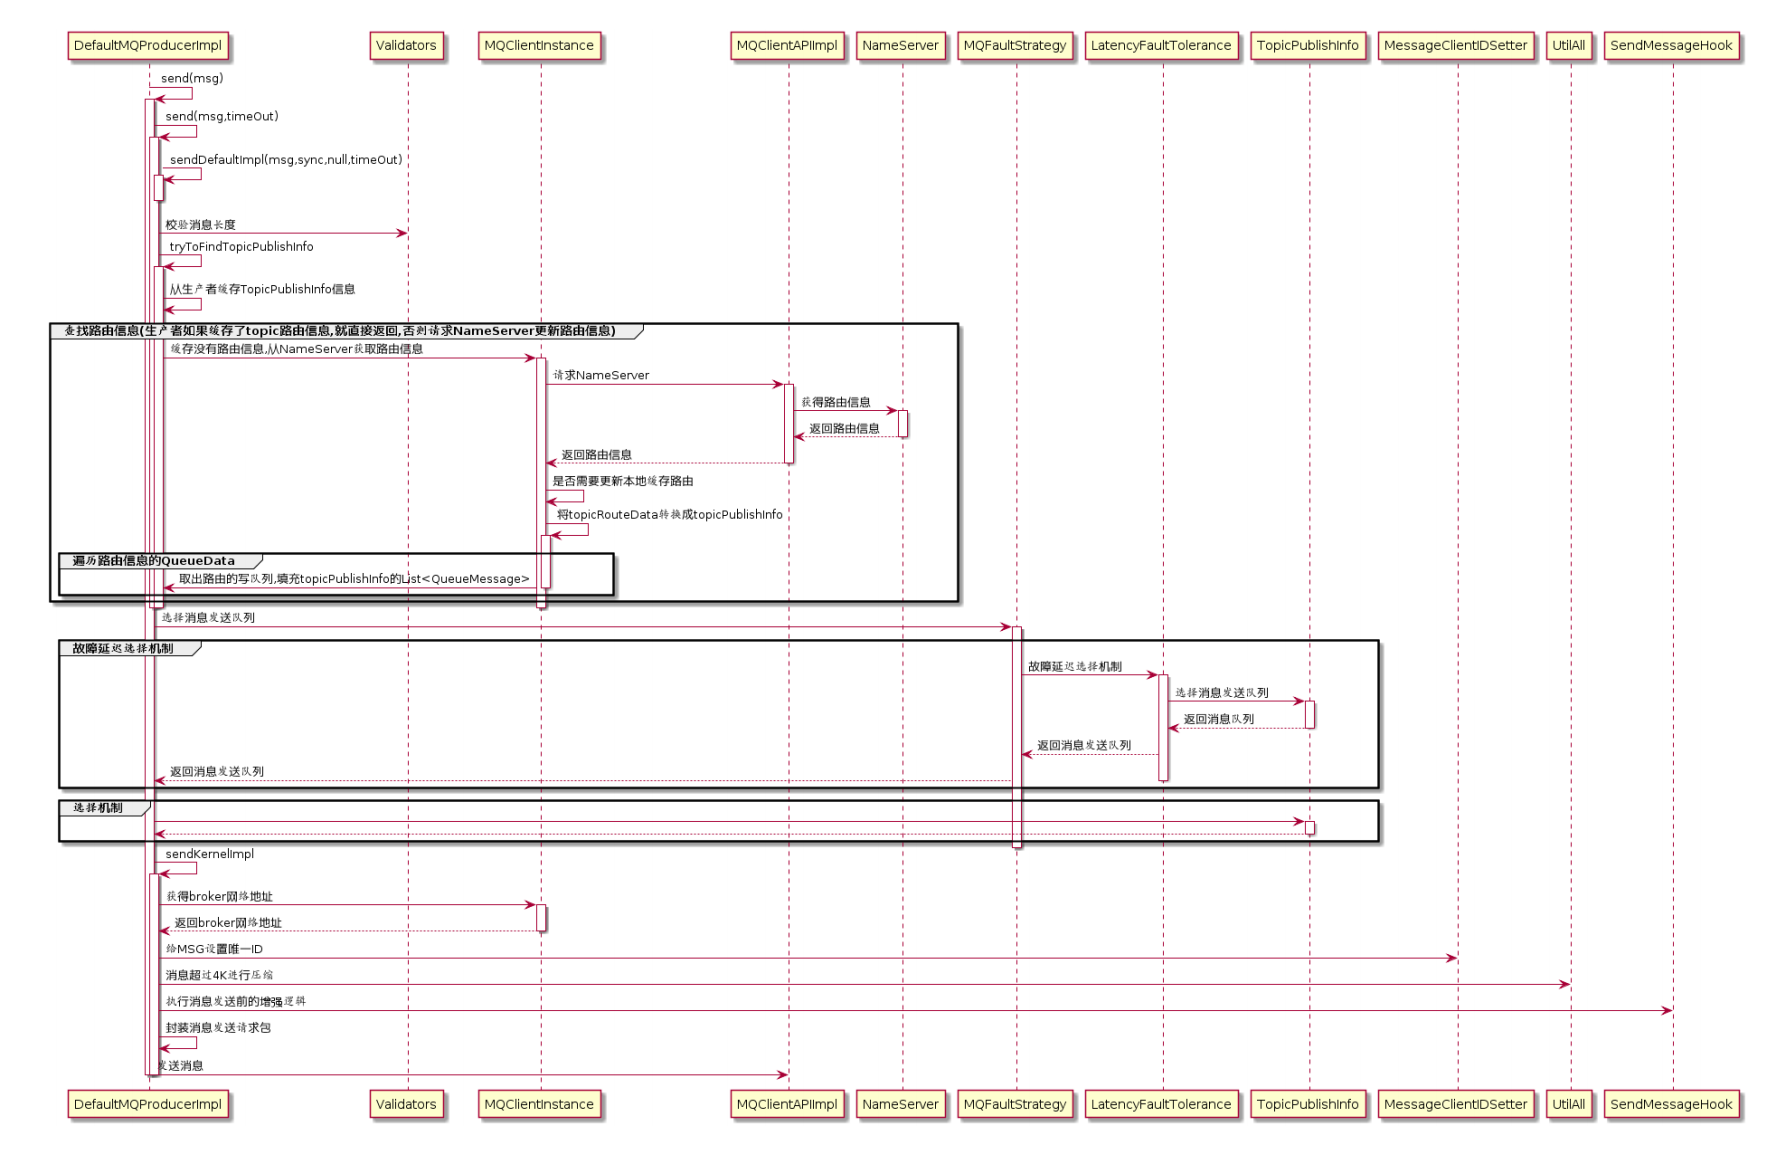 DefaultMQProducerImpl
Validators
MQClientInstance
MQClientAPIImpl
NameServer
MQFaultStrategy
LatencyFaultTolerance
TopicPublishInfo
MessageClientIDSetter
UtilAll
SendMessageHook
send(msg)
send(msg,timeOut)
sendDefaultImpl(msg,sync,null,timeOut)
校验消息长度
tryToFindTopicPublishInfo
从生产者缓存TopicPublishInfo信息
查找路由信息(生产者如果缓存了topic路由信息,就直接返回,否则请求NameServer更新路由信息)
缓存没有路由信息,从NameServer获取路由信息
请求NameServer
获得路由信息
返回路由信息
返回路由信息
是否需要更新本地缓存路由
将topicRouteData转换成topicPublishInfo
遍历路由信息的QueueData
取出路由的写队列,填充topicPublishInfo的List<QueueMessage>
选择消息发送队列
故障延迟选择机制
故障延迟选择机制
选择消息发送队列
返回消息队列
返回消息发送队列
返回消息发送队列
选择机制
sendKernelImpl
获得broker网络地址
返回broker网络地址
给MSG设置唯一ID
消息超过4K进行压缩
执行消息发送前的增强逻辑
封装消息发送请求包
发送消息
DefaultMQProducerImpl
Validators
MQClientInstance
MQClientAPIImpl
NameServer
MQFaultStrategy
LatencyFaultTolerance
TopicPublishInfo
MessageClientIDSetter
UtilAll
SendMessageHook